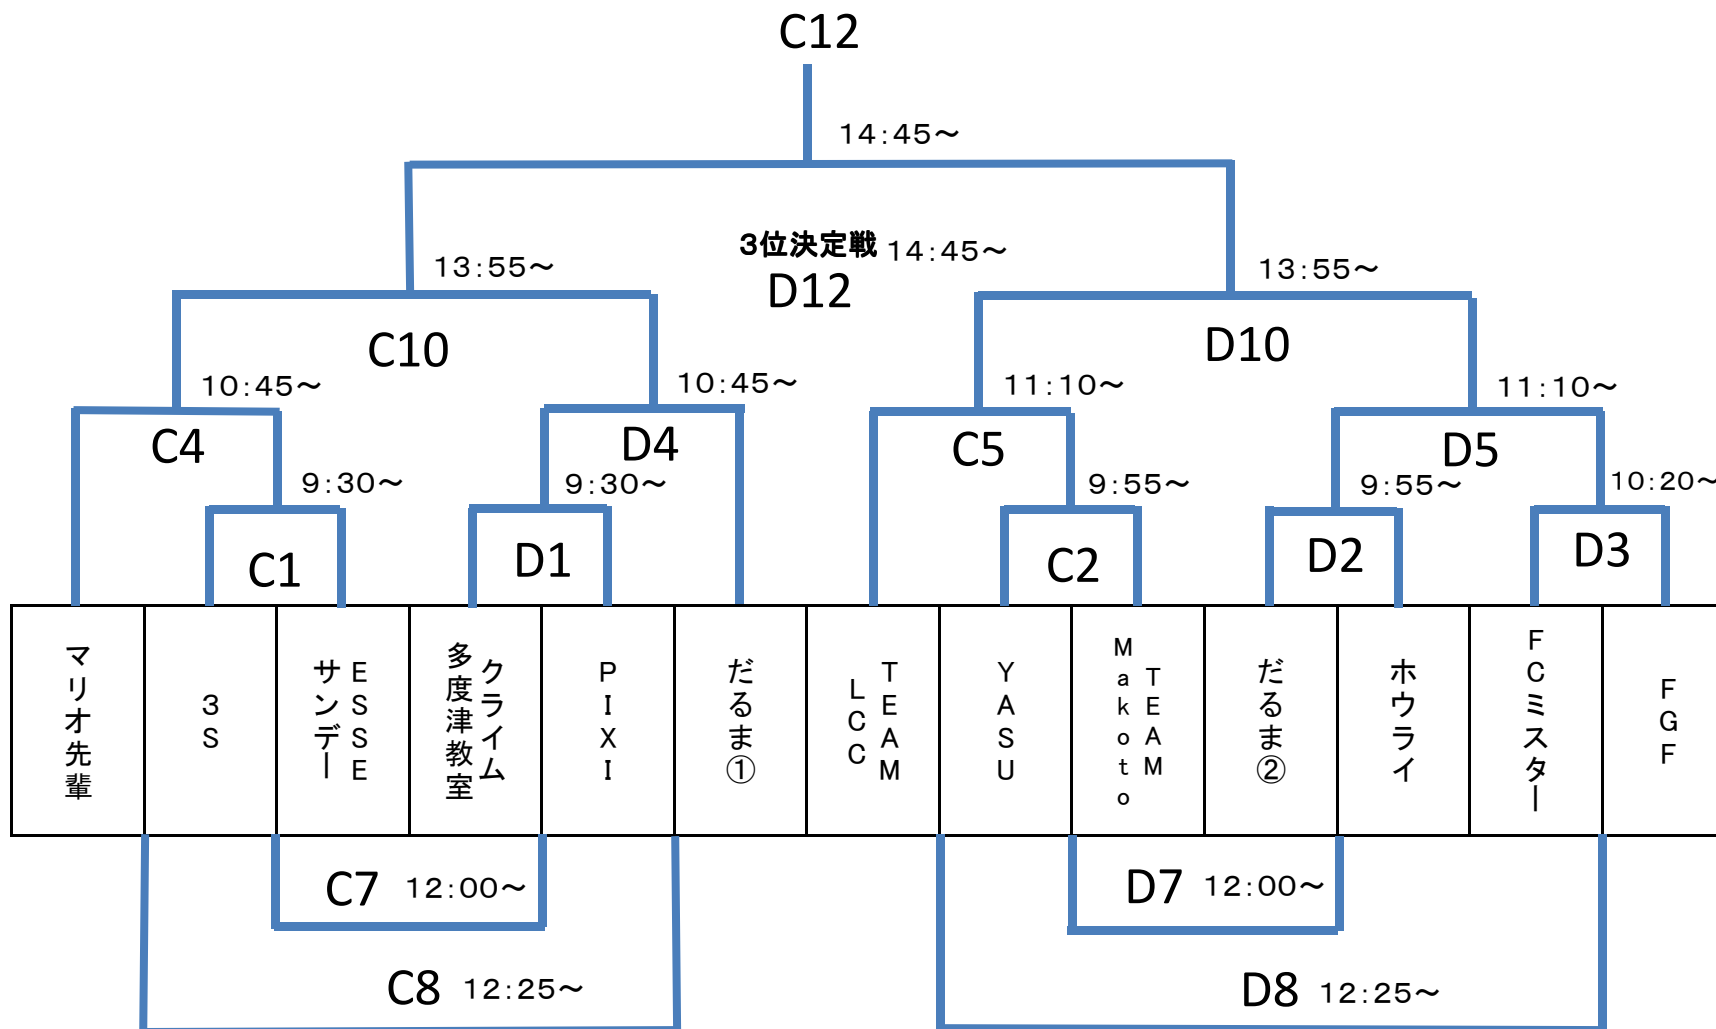 C12
14:45～
3位決定戦 14:45～
D12
13:55～
13:55～
C10
D10
10:45～
10:45～
11:10～
11:10～
C4
D4
C5
D5
9:30～
9:30～
9:55～
9:55～
10:20～
C1
D1
C2
D2
D3
マリオ先輩
3S
ESSE
サンデー
クライム
多度津教室
PIXI
だるま①
TEAM
LCC
YASU
TEAM
Makoto
だるま②
ホウライ
FCミスター
FGF
C7 12:00～
D7 12:00～
C8 12:25～
D8 12:25～